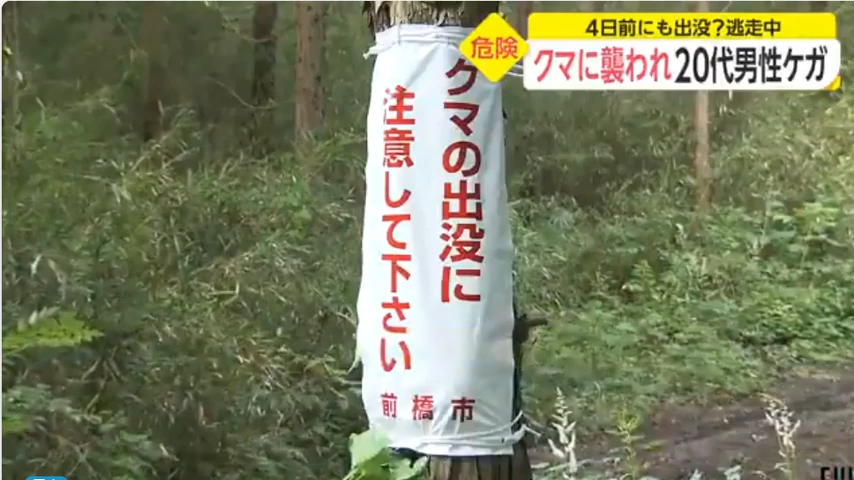 4日前にも出没?逃走中
危険
クマに襲われ20代男性ケガ
クマの出没に
注意して下さい
前橋市